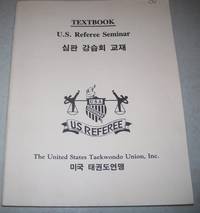 TEXTBOOK
U.S. Referee Seminar
심판 강습회 교재
U.S. REFEREE
The United States Taekwondo Union, Inc.
미국 태권도연맹